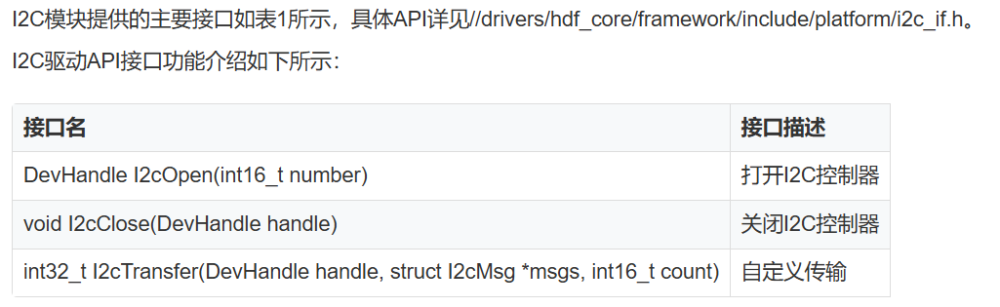 I2C模块提供的主要接口如表1所示，具体API详见//drivers/hdf_core/framework/include/platform/i2c_if.h。
I2C驱动API接口功能介绍如下所示：
接口名 接口描述
DevHandle I2cOpen(int16_t number) 打开I2C控制器
void I2cClose(DevHandle handle) 关闭I2C控制器
int32_t I2cTransfer(DevHandle handle, struct I2cMsg *msgs, int16_t count) 自定义传输